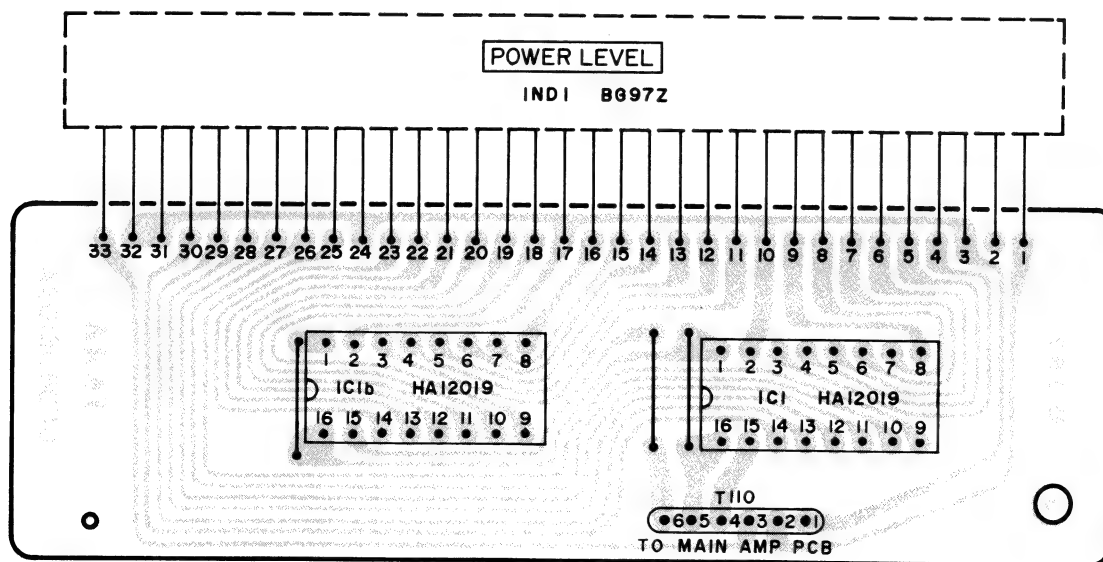 POWER LEVEL
IND1 BG97Z
33 32 31 30 29 28 27 26 25 24 23 22 21 20 19 18 17 16 15 14 13 12 11 10 9 8 7 6 5 4 3 2 1
1 2 3 4 5 6 7 8
IC1b HA12019
16 15 14 13 12 11 10 9
1 2 3 4 5 6 7 8
IC1 HA12019
16 15 14 13 12 11 10 9
T110
6 5 4 3 2 1
TO MAIN AMP PCB